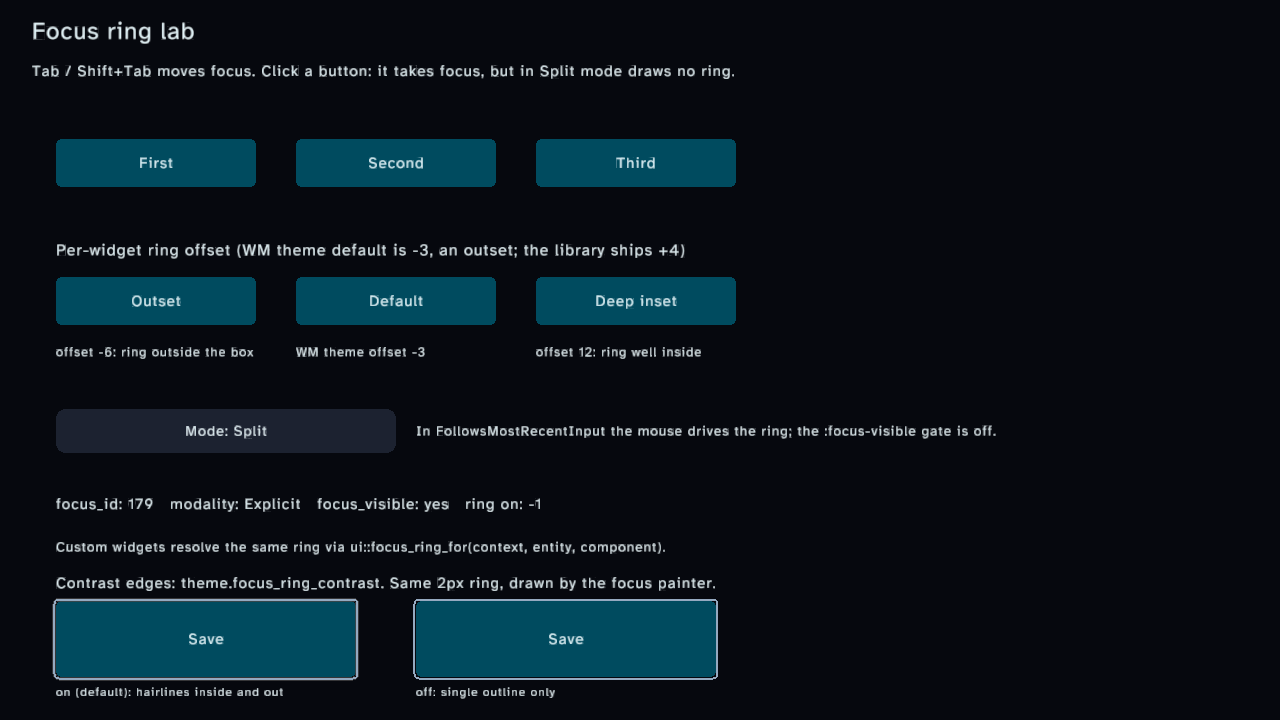 Focus ring lab
Tab / Shift+Tab moves focus. Click a button: it takes focus, but in Split mode draws no ring.
First
Second
Third
Per-widget ring offset (WM theme default is -3, an outset; the library ships +4)
Outset
Default
Deep inset
offset -6: ring outside the box
WM theme offset -3
offset 12: ring well inside
Mode: Split
In FollowsMostRecentInput the mouse drives the ring; the :focus-visible gate is off.
focus_id: 179 modality: Explicit focus_visible: yes ring on: -1
Custom widgets resolve the same ring via ui::focus_ring_for(context, entity, component).
Contrast edges: theme.focus_ring_contrast. Same 2px ring, drawn by the focus painter.
Save
Save
on (default): hairlines inside and out
off: single outline only